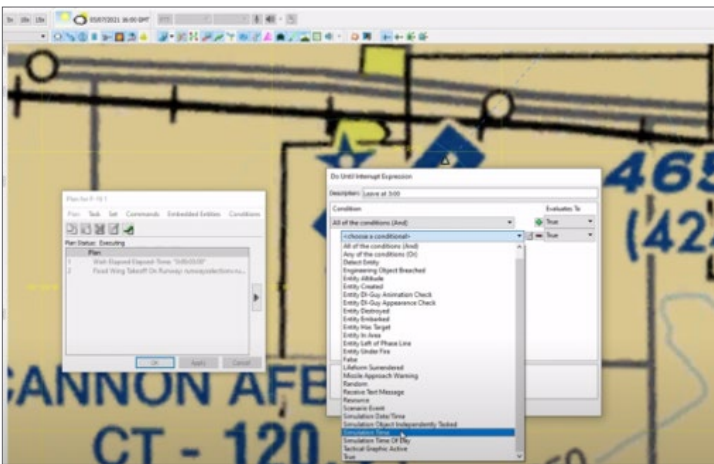 5x 10x 15x
05/07/2021 16:00 GMT
465
(42
Plan for F-16 1
Plan Task Set Commands Embedded Entities Conditions
Plan Status: Executing
Plan:
1 Wait Elapsed Elapsed-Time:
2 Fixed Wing Takeoff On Runway:
OK Apply Cancel
Do Until Interrupt Expression
Description: Leave at 5:00
Condition Evaluates To
All of the conditions (And) True
<choose a conditional> True
All of the conditions (And)
Any of the conditions (Or)
Detect Entity
Engineering Object Breached
Entity Altitude
Entity Created
Entity DI-Guy Animation Check
Entity DI-Guy Appearance Check
Entity Destroyed
Entity Embarked
Entity Has Target
Entity In Area
Entity Left of Phase Line
Entity Under Fire
False
Lifeform Surrendered
Missile Approach Warning
Random
Receive Text Message
Resource
Scenario Event
Simulation Date/Time
Simulation Object Independently Tasked
Simulation Time
Simulation Time Of Day
Tactical Graphic Active
True
CANNON AFB
CT - 120.